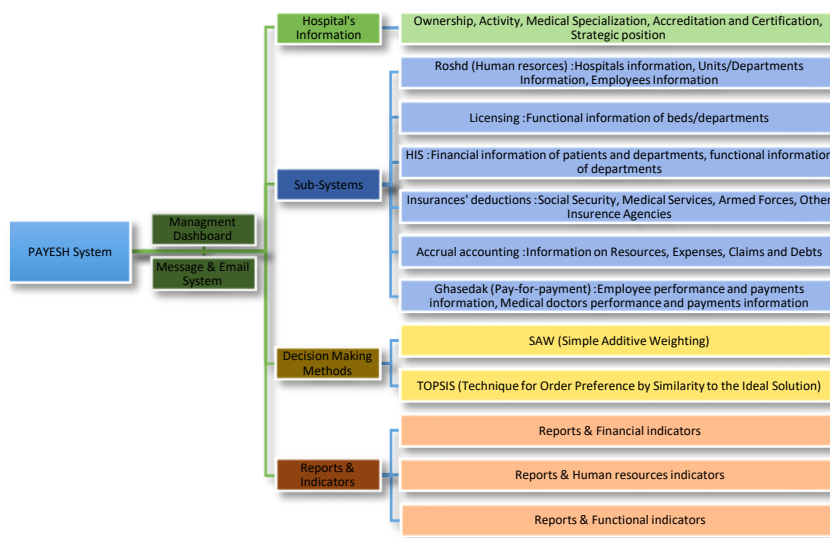 PAYESH System
Managment
Dashboard
Message & Email
System
Hospital's
Information
Ownership, Activity, Medical Specialization, Accreditation and Certification,
Strategic position
Sub-Systems
Roshd (Human resorces) :Hospitals information, Units/Departments
Information, Employees Information
Licensing :Functional information of beds/departments
HIS :Financial information of patients and departments, functional information
of departments
Insurances' deductions :Social Security, Medical Services, Armed Forces, Other
Insurence Agencies
Accrual accounting :Information on Resources, Expenses, Claims and Debts
Ghasedak (Pay-for-payment) :Employee performance and payments
information, Medical doctors performance and payments information
Decision Making
Methods
SAW (Simple Additive Weighting)
TOPSIS (Technique for Order Preference by Similarity to the Ideal Solution)
Reports &
Indicators
Reports & Financial indicators
Reports & Human resources indicators
Reports & Functional indicators